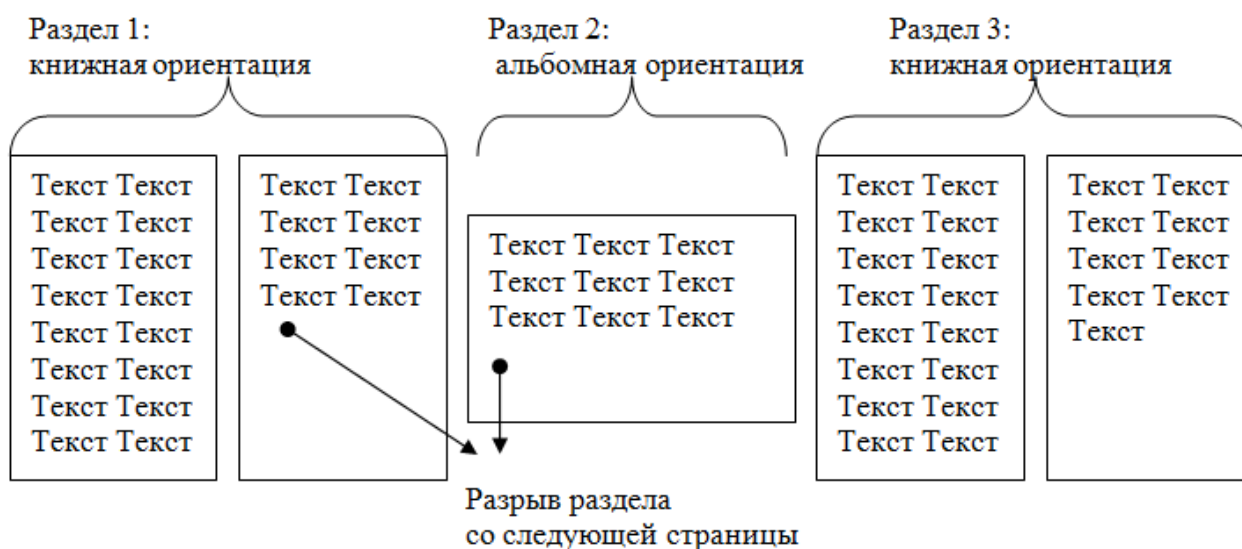 Раздел 1:
книжная ориентация
Раздел 2:
альбомная ориентация
Раздел 3:
книжная ориентация
Текст Текст
Текст Текст
Текст Текст
Текст Текст
Текст Текст
Текст Текст
Текст Текст
Текст Текст
Текст Текст
Текст Текст
Текст Текст
Текст Текст
Текст Текст Текст
Текст Текст Текст
Текст Текст Текст
Текст Текст
Текст Текст
Текст Текст
Текст Текст
Текст Текст
Текст Текст
Текст Текст
Текст Текст
Текст Текст
Текст Текст
Текст Текст
Текст Текст
Текст
Разрыв раздела
со следующей страницы